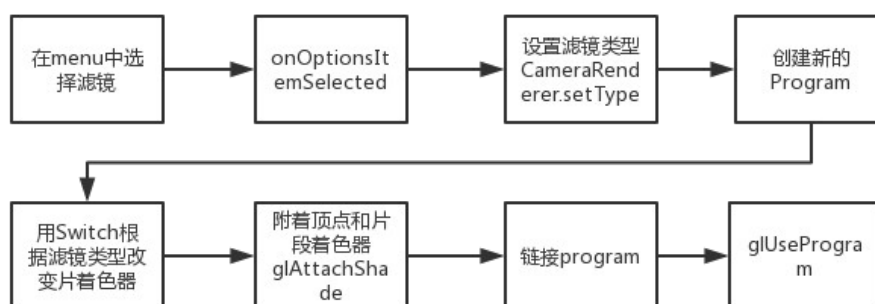 在menu中选
择滤镜
onOptionsIt
emSelected
设置滤镜类型
CameraRend
erer.setType
创建新的
Program
用Switch根
据滤镜类型改
变片着色器
附着顶点和片
段着色器
glAttachShade
链接program
glUseProgra
m